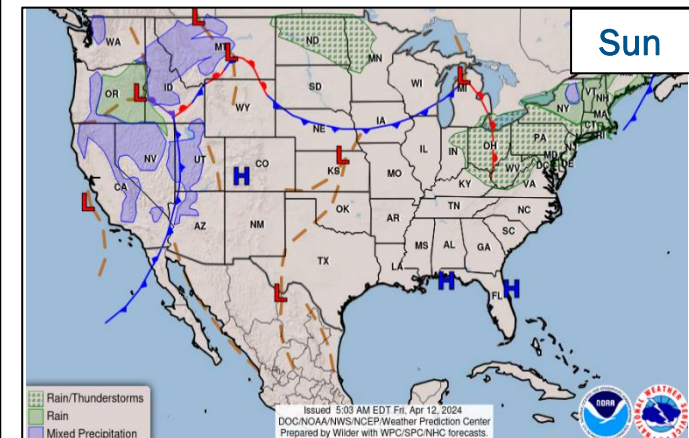 Sun
WA
MT
L
L
ND
MN
OR
L
ID
WY
SD
WI
L
MI
VT
NH
NY
MA
CT
RI
NE
IA
PA
NV
UT
H
CO
L
KS
MO
IL
IN
OH
WV
MD
DC
DE
VA
KY
CA
L
AZ
NM
OK
AR
TN
NC
SC
MS
AL
GA
TX
LA
L
H
FL
H
Rain/Thunderstorms
Rain
Mixed Precipitation
Issued 5:03 AM EDT Fri, Apr 12, 2024
DOC/NOAA/NWS/NCEP/Weather Prediction Center
Prepared by Wilder with WPC/SPC/NHC forecasts.
NOAA
NATIONAL WEATHER